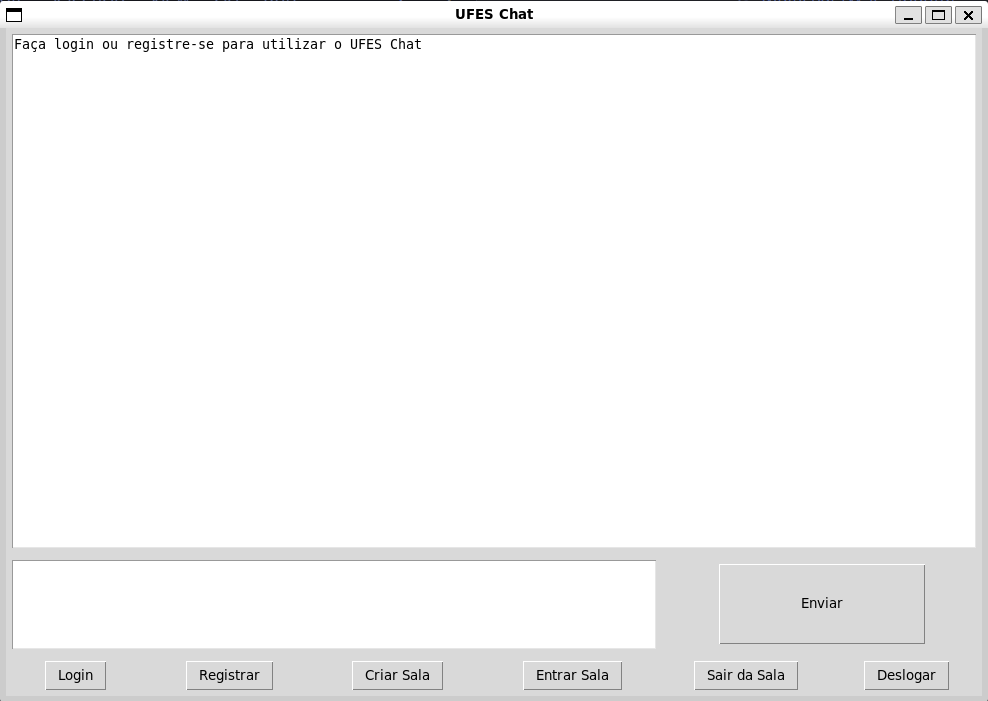 UFES Chat
Faça login ou registre-se para utilizar o UFES Chat
Enviar
Login
Registrar
Criar Sala
Entrar Sala
Sair da Sala
Deslogar